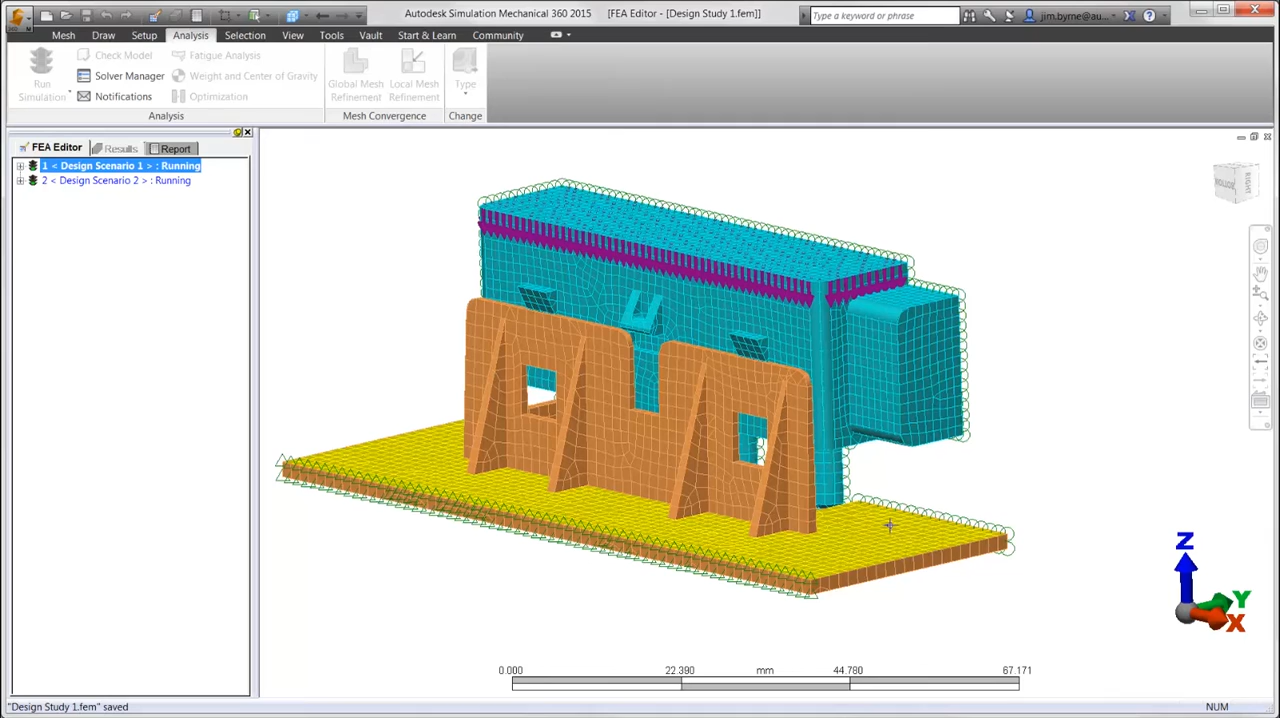 Autodesk Simulation Mechanical 360 2015 [FEA Editor - [Design Study 1.fem]]
Type a keyword or phrase
jim.byrne@au...
Mesh Draw Setup Analysis Selection View Tools Vault Start & Learn Community
Run
Simulation
Check Model
Solver Manager
Notifications
Fatigue Analysis
Weight and Center of Gravity
Optimization
Analysis
Global Mesh
Refinement
Local Mesh
Refinement
Mesh Convergence
Type
Change
FEA Editor Results Report
1 < Design Scenario 1 > : Running
2 < Design Scenario 2 > : Running
RIGHT
Z
Y
X
0.000 22.390 mm 44.780 67.171
"Design Study 1.fem" saved
NUM